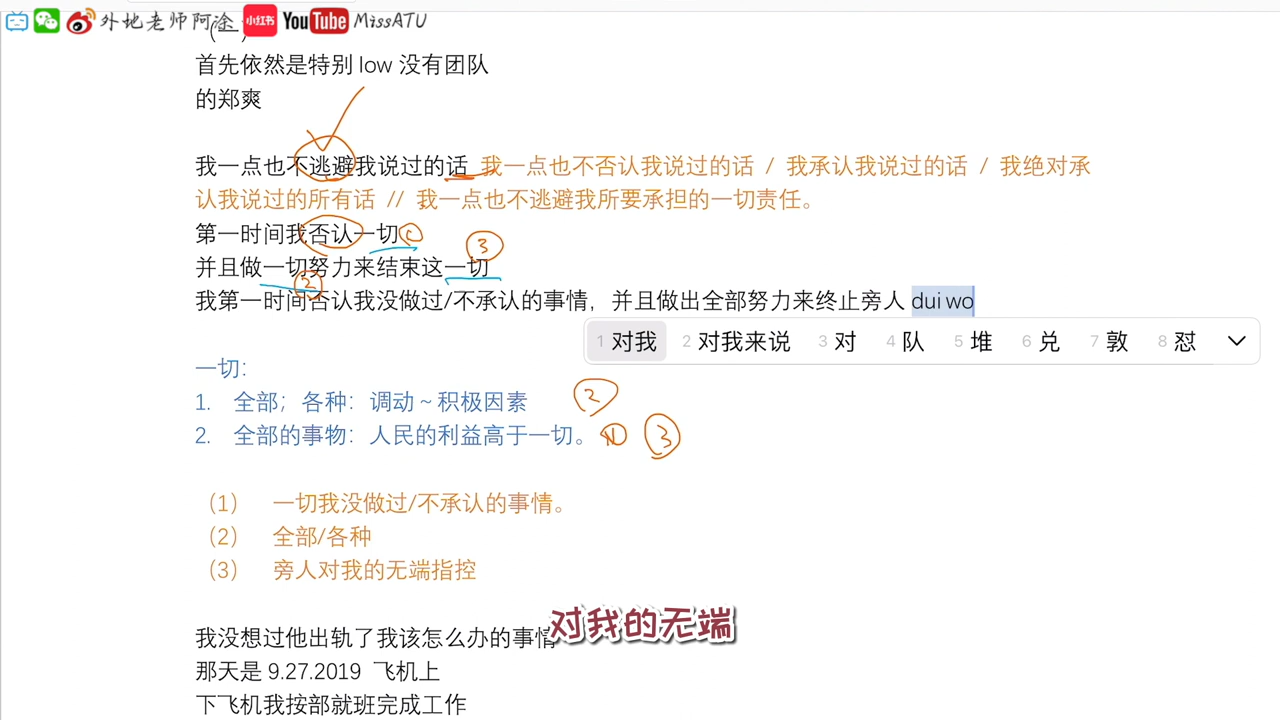 外地老师阿途 小红书 YouTube MissATU
(一)
首先依然是特别 low 没有团队
的郑爽
我一点也不逃避我说过的话 我一点也不否认我说过的话 / 我承认我说过的话 / 我绝对承
认我说过的所有话 // 我一点也不逃避我所要承担的一切责任。
第一时间我否认一切 ①
③
并且做一切努力来结束这一切
②
我第一时间否认我没做过/不承认的事情，并且做出全部努力来终止旁人 dui wo
1 对我 2 对我来说 3 对 4 队 5 堆 6 兑 7 敦 8 怼
一切:
1. 全部；各种：调动 ~ 积极因素 ②
2. 全部的事物：人民的利益高于一切。 ① ③
（1） 一切我没做过/不承认的事情。
（2） 全部/各种
（3） 旁人对我的无端指控
对我的无端
我没想过他出轨了我该怎么办的事情
那天是 9.27.2019 飞机上
下飞机我按部就班完成工作